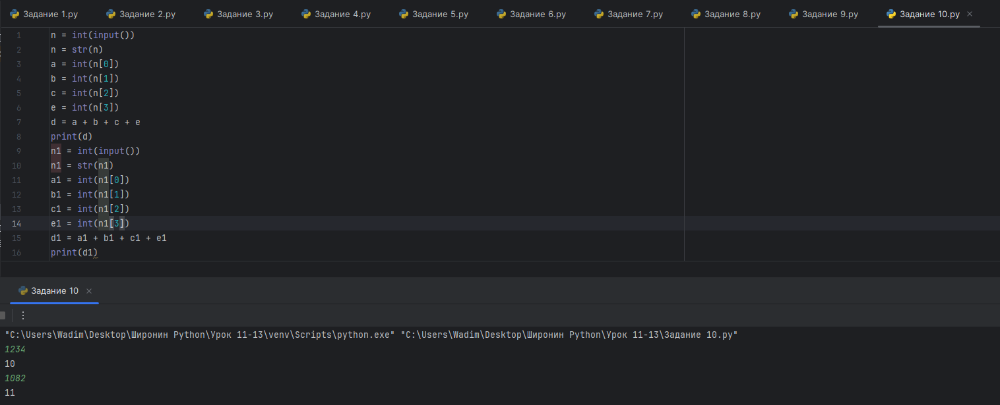 Задание 1.py Задание 2.py Задание 3.py Задание 4.py Задание 5.py Задание 6.py Задание 7.py Задание 8.py Задание 9.py Задание 10.py
1 n = int(input())
2 n = str(n)
3 a = int(n[0])
4 b = int(n[1])
5 c = int(n[2])
6 e = int(n[3])
7 d = a + b + c + e
8 print(d)
9 n1 = int(input())
10 n1 = str(n1)
11 a1 = int(n1[0])
12 b1 = int(n1[1])
13 c1 = int(n1[2])
14 e1 = int(n1[3])
15 d1 = a1 + b1 + c1 + e1
16 print(d1)
Задание 10
"C:\Users\Wadim\Desktop\Широнин Python\Урок 11-13\venv\Scripts\python.exe" "C:\Users\Wadim\Desktop\Широнин Python\Урок 11-13\Задание 10.py"
1234
10
1082
11